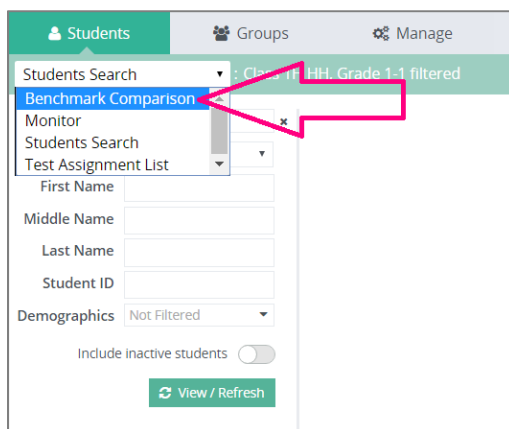 Students Groups Manage
Students Search : Class HH, Grade 1-1 filtered
Benchmark Comparison
Monitor
Students Search
Test Assignment List
First Name
Middle Name
Last Name
Student ID
Demographics Not Filtered
Include inactive students
View / Refresh